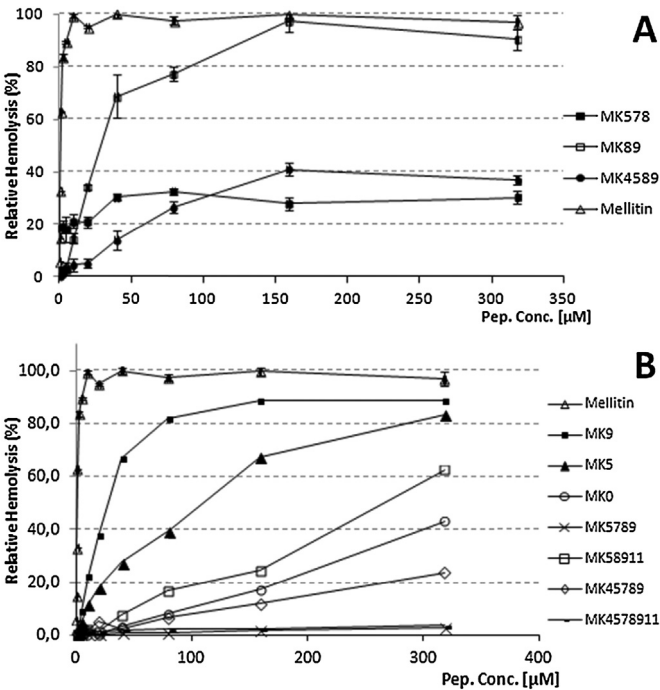 A
Relative Hemolysis (%)
100
80
60
40
20
0
0 50 100 150 200 250 300 350
Pep. Conc. [µM]
MK578
MK89
MK4589
Mellitin
B
Relative Hemolysis (%)
100,0
80,0
60,0
40,0
20,0
0,0
0 100 200 300 400
Pep. Conc. [µM]
Mellitin
MK9
MK5
MK0
MK5789
MK58911
MK45789
MK4578911